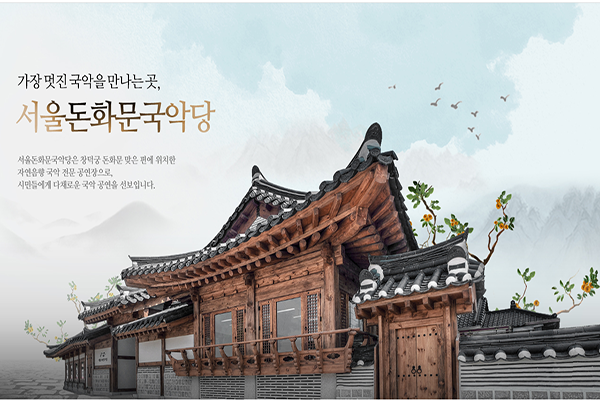 가장 멋진 국악을 만나는 곳,
서울돈화문국악당
서울돈화문국악당은 창덕궁 돈화문 맞은 편에 위치한
자연음향 국악 전문 공연장으로,
시민들에게 다채로운 국악 공연을 선보입니다.